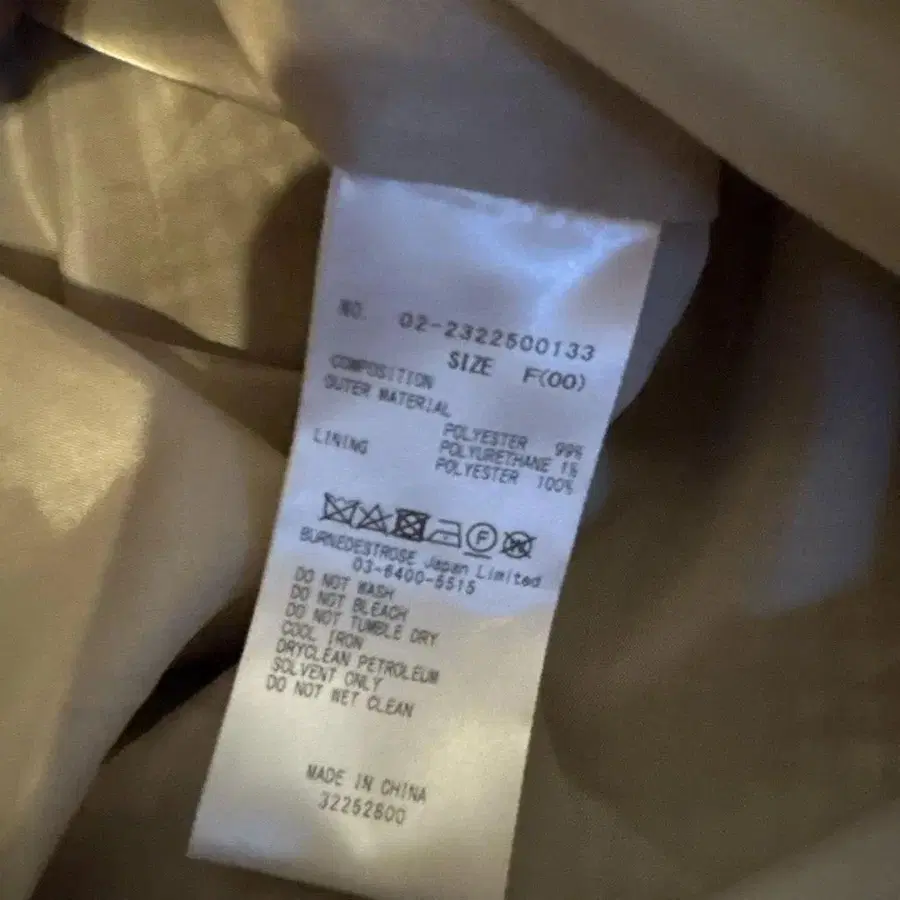 NO. 02-2322500133
SIZE F(00)
COMPOSITION
OUTER MATERIAL
POLYESTER 99%
POLYURETHANE 1%
LINING POLYESTER 100%
F W
BURNEDESTROSE Japan Limited
03-6400-5515
DO NOT WASH
DO NOT BLEACH
DO NOT TUMBLE DRY
COOL IRON
DRYCLEAN PETROLEUM
SOLVENT ONLY
DO NOT WET CLEAN
MADE IN CHINA
32252800